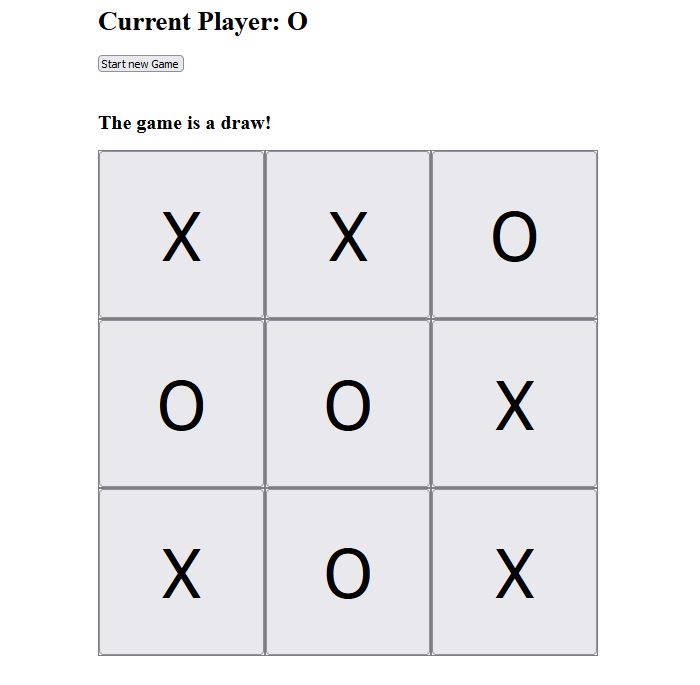 Current Player: O
Start new Game
The game is a draw!
X X O
O O X
X O X